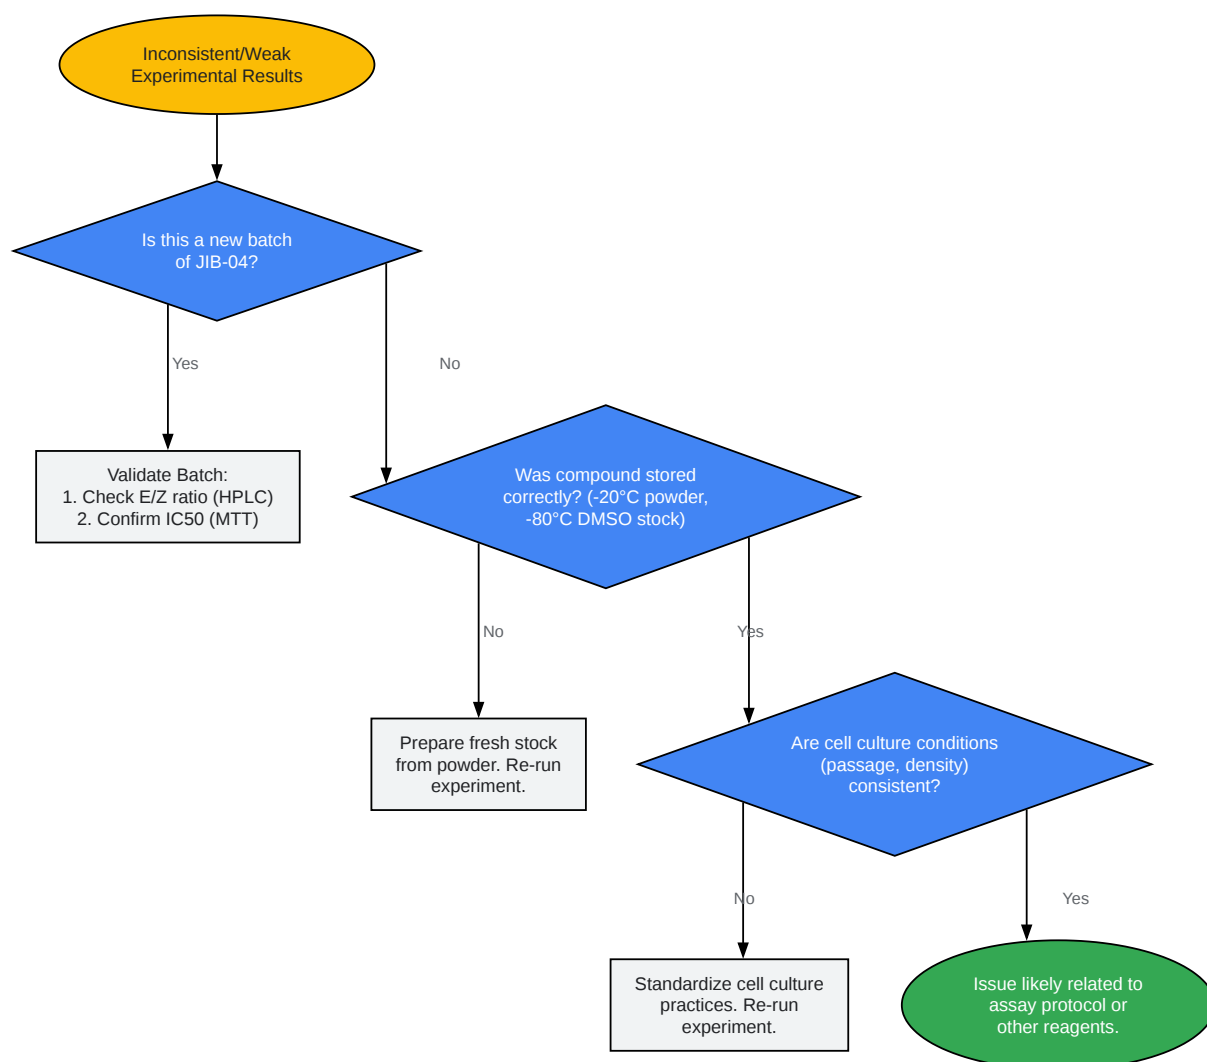 Inconsistent/Weak
Experimental Results
Is this a new batch
of JIB-04?
Yes
No
Validate Batch:
1. Check E/Z ratio (HPLC)
2. Confirm IC50 (MTT)
Was compound stored
correctly? (-20°C powder,
-80°C DMSO stock)
No
Yes
Prepare fresh stock
from powder. Re-run
experiment.
Are cell culture conditions
(passage, density)
consistent?
No
Yes
Standardize cell culture
practices. Re-run
experiment.
Issue likely related to
assay protocol or
other reagents.